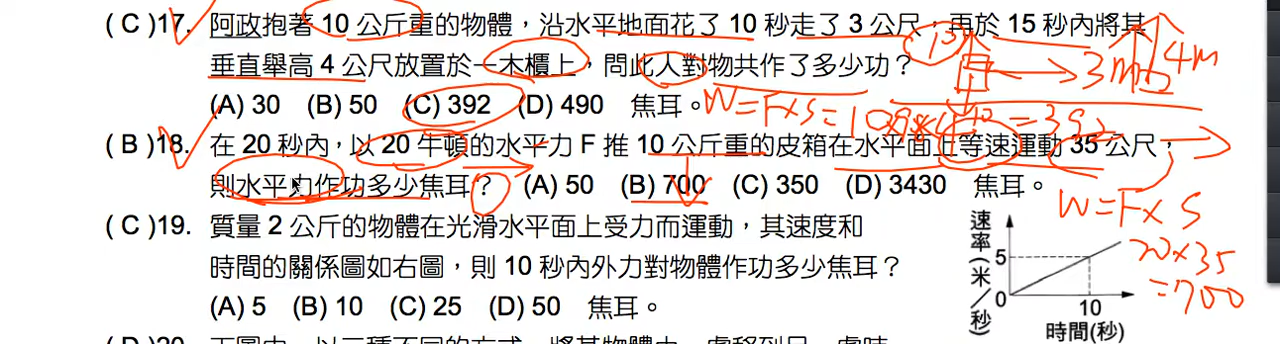 ( C )17. 阿政抱著 10 公斤重的物體，沿水平地面花了 10 秒走了 3 公尺，再於 15 秒內將其
垂直舉高 4 公尺放置於一木櫃上，問此人對物共作了多少功？
3m
4m
(A) 30 (B) 50 (C) 392 (D) 490 焦耳。
W=F×S=10×9.8×4=392
( B )18. 在 20 秒內，以 20 牛頓的水平力 F 推 10 公斤重的皮箱在水平面上等速運動 35 公尺，
則水平力作功多少焦耳？ (A) 50 (B) 700 (C) 350 (D) 3430 焦耳。
0
W=F×S
20×35
=700
( C )19. 質量 2 公斤的物體在光滑水平面上受力而運動，其速度和
時間的關係圖如右圖，則 10 秒內外力對物體作功多少焦耳？
(A) 5 (B) 10 (C) 25 (D) 50 焦耳。
速率(米／秒)
5
0
10
時間(秒)